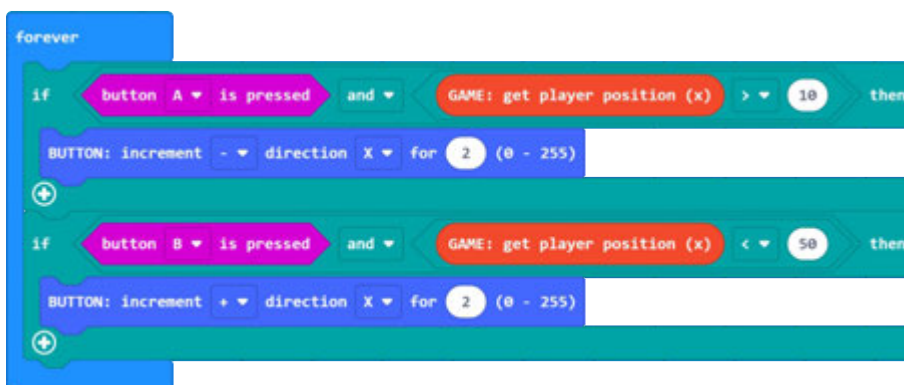 forever
if button A is pressed and GAME: get player position (x) > 10 then
BUTTON: increment - direction X for 2 (0 - 255)
if button B is pressed and GAME: get player position (x) < 50 then
BUTTON: increment + direction X for 2 (0 - 255)